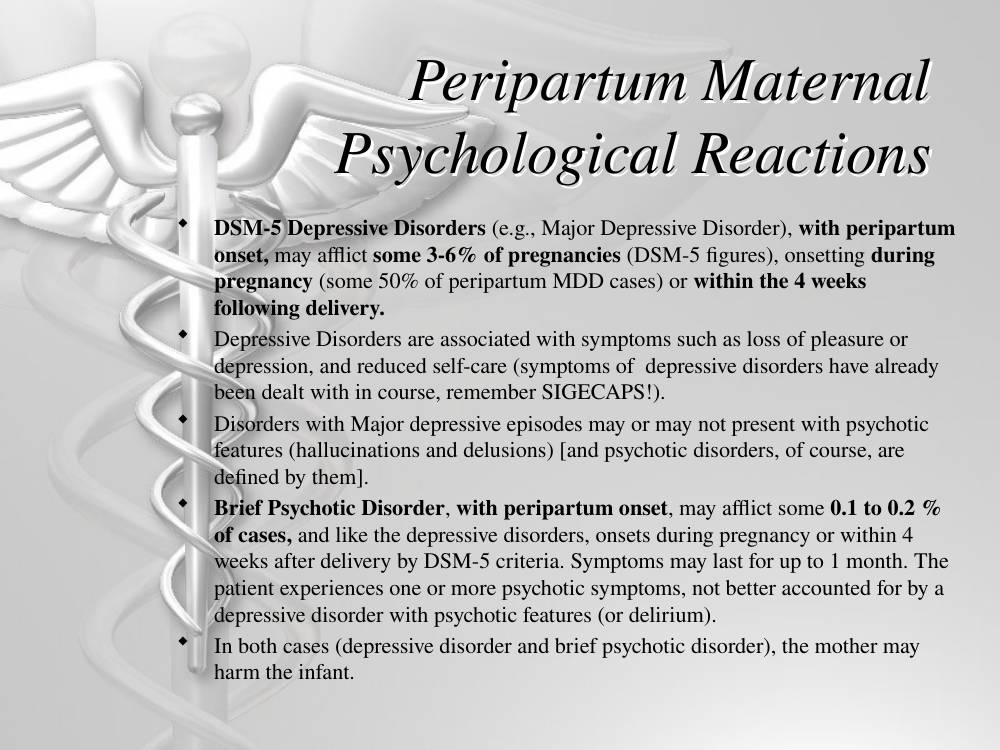 Peripartum Maternal
Psychological Reactions
DSM-5 Depressive Disorders (e.g., Major Depressive Disorder), with peripartum
onset, may afflict some 3-6% of pregnancies (DSM-5 figures), onsetting during
pregnancy (some 50% of peripartum MDD cases) or within the 4 weeks
following delivery.
Depressive Disorders are associated with symptoms such as loss of pleasure or
depression, and reduced self-care (symptoms of  depressive disorders have already
been dealt with in course, remember SIGECAPS!).
Disorders with Major depressive episodes may or may not present with psychotic
features (hallucinations and delusions) [and psychotic disorders, of course, are
defined by them].
Brief Psychotic Disorder, with peripartum onset, may afflict some 0.1 to 0.2 %
of cases, and like the depressive disorders, onsets during pregnancy or within 4
weeks after delivery by DSM-5 criteria. Symptoms may last for up to 1 month. The
patient experiences one or more psychotic symptoms, not better accounted for by a
depressive disorder with psychotic features (or delirium).
In both cases (depressive disorder and brief psychotic disorder), the mother may
harm the infant.